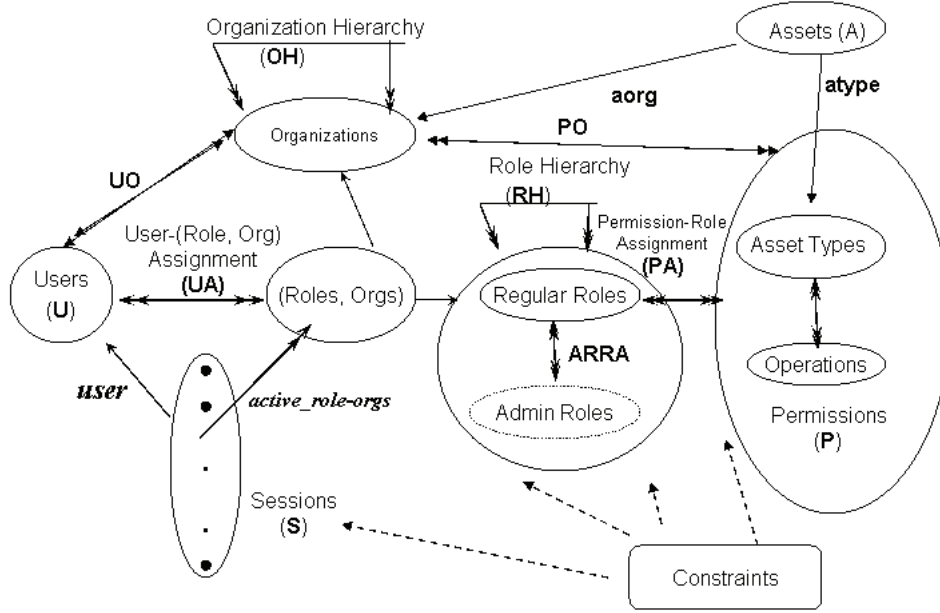 Organization Hierarchy
(OH)
Assets (A)
aorg
atype
Organizations
PO
UO
Role Hierarchy
(RH)
Permission-Role
Assignment
(PA)
User-(Role, Org)
Assignment
(UA)
Asset Types
Users
(U)
(Roles, Orgs)
Regular Roles
ARRA
Operations
user
active_role-orgs
Admin Roles
Permissions
(P)
Sessions
(S)
Constraints